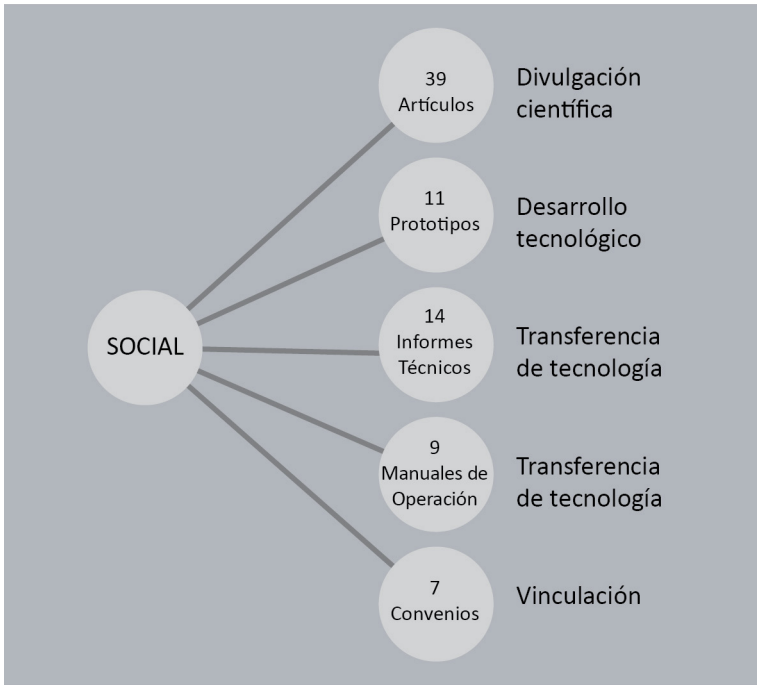 39
Artículos
Divulgación
científica
11
Prototipos
Desarrollo
tecnológico
SOCIAL
14
Informes
Técnicos
Transferencia
de tecnología
9
Manuales de
Operación
Transferencia
de tecnología
7
Convenios
Vinculación